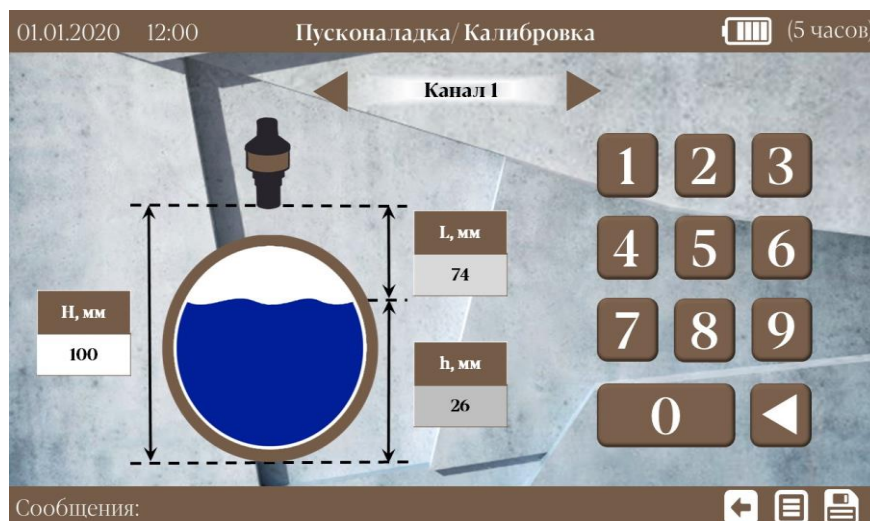 01.01.2020 12:00 Пусконаладка/ Калибровка (5 часов)
Канал 1
1 2 3
L, мм
74
4 5 6
H, мм
100
7 8 9
h, мм
26
0
Сообщения: